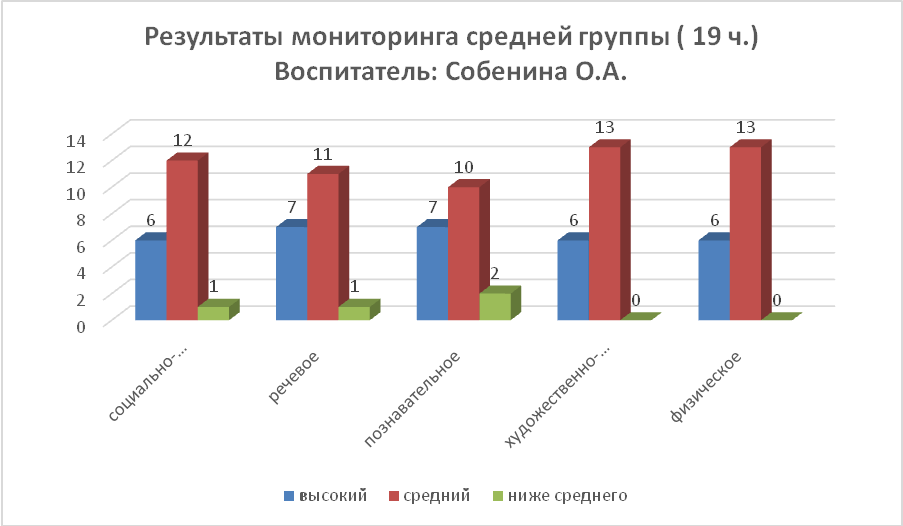 Результаты мониторинга средней группы ( 19 ч.)
Воспитатель: Собенина О.А.
14
12
10
8
6
4
2
0
6
12
1
7
11
1
7
10
2
6
13
0
6
13
0
социально-...
речевое
познавательное
художественно-...
физическое
высокий
средний
ниже среднего